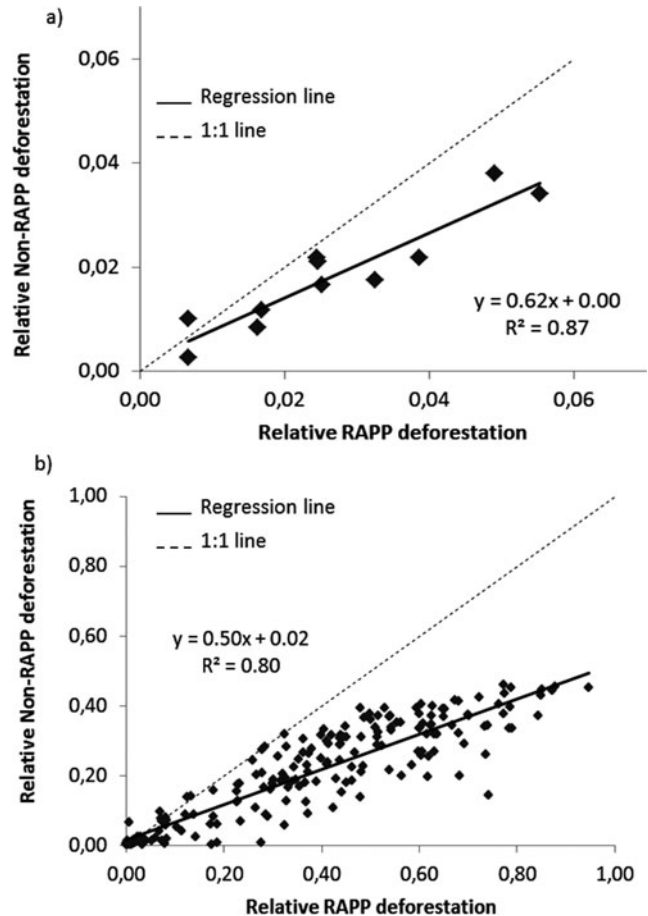 a)
Relative Non-RAPP deforestation
0,06
0,04
0,02
0,00
Regression line
1:1 line
y = 0.62x + 0.00
R² = 0.87
0,00 0,02 0,04 0,06
Relative RAPP deforestation
b)
Relative Non-RAPP deforestation
1,00
0,80
0,60
0,40
0,20
0,00
Regression line
1:1 line
y = 0.50x + 0.02
R² = 0.80
0,00 0,20 0,40 0,60 0,80 1,00
Relative RAPP deforestation